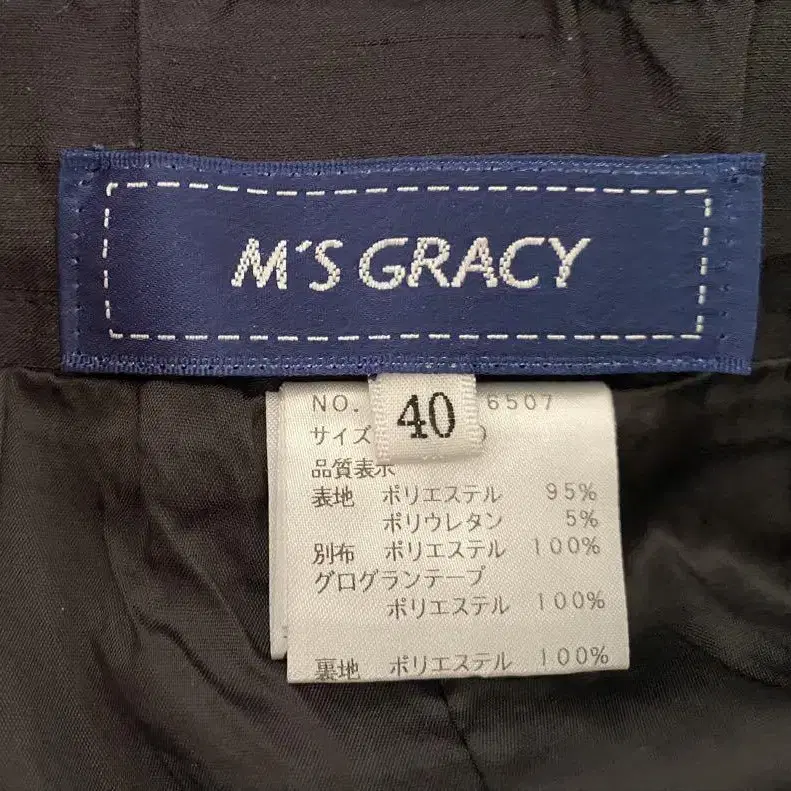 M'S GRACY
40
NO. 6507
サイズ
品質表示
表地 ポリエステル 95%
ポリウレタン 5%
別布 ポリエステル 100%
グログランテープ
ポリエステル 100%
裏地 ポリエステル 100%